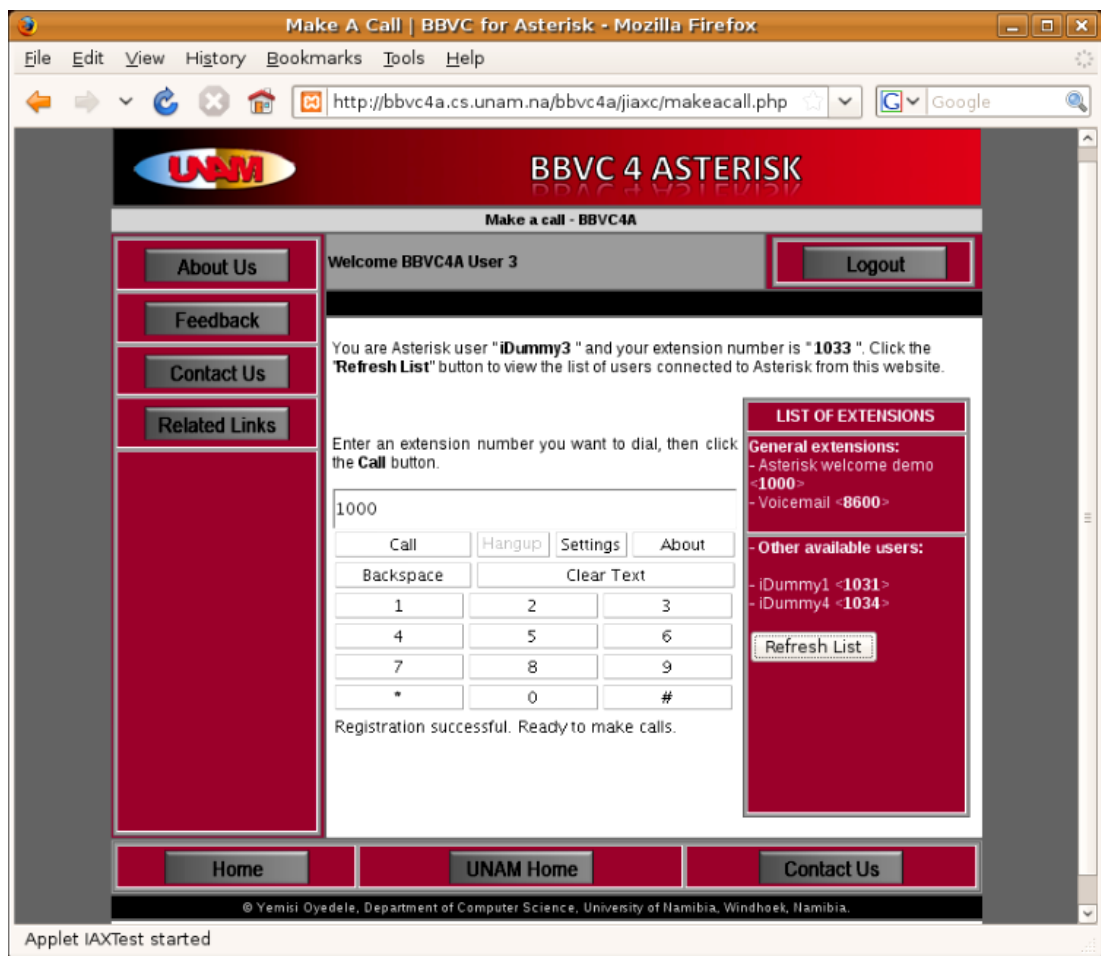 Make A Call | BBVC for Asterisk - Mozilla Firefox
File Edit View History Bookmarks Tools Help
http://bbvc4a.cs.unam.na/bbvc4a/jiaxc/makeacall.php
G Google
UNAM
BBVC 4 ASTERISK
Make a call - BBVC4A
About Us
Welcome BBVC4A User 3
Logout
Feedback
Contact Us
Related Links
You are Asterisk user "iDummy3 " and your extension number is "1033 ". Click the
"Refresh List" button to view the list of users connected to Asterisk from this website.
Enter an extension number you want to dial, then click
the Call button.
1000
Call Hangup Settings About
Backspace Clear Text
1 2 3
4 5 6
7 8 9
* 0 #
Registration successful. Ready to make calls.
LIST OF EXTENSIONS
General extensions:
- Asterisk welcome demo
<1000>
- Voicemail <8600>
- Other available users:
- iDummy1 <1031>
- iDummy4 <1034>
Refresh List
Home UNAM Home Contact Us
© Yemisi Oyedele, Department of Computer Science, University of Namibia, Windhoek, Namibia.
Applet IAXTest started